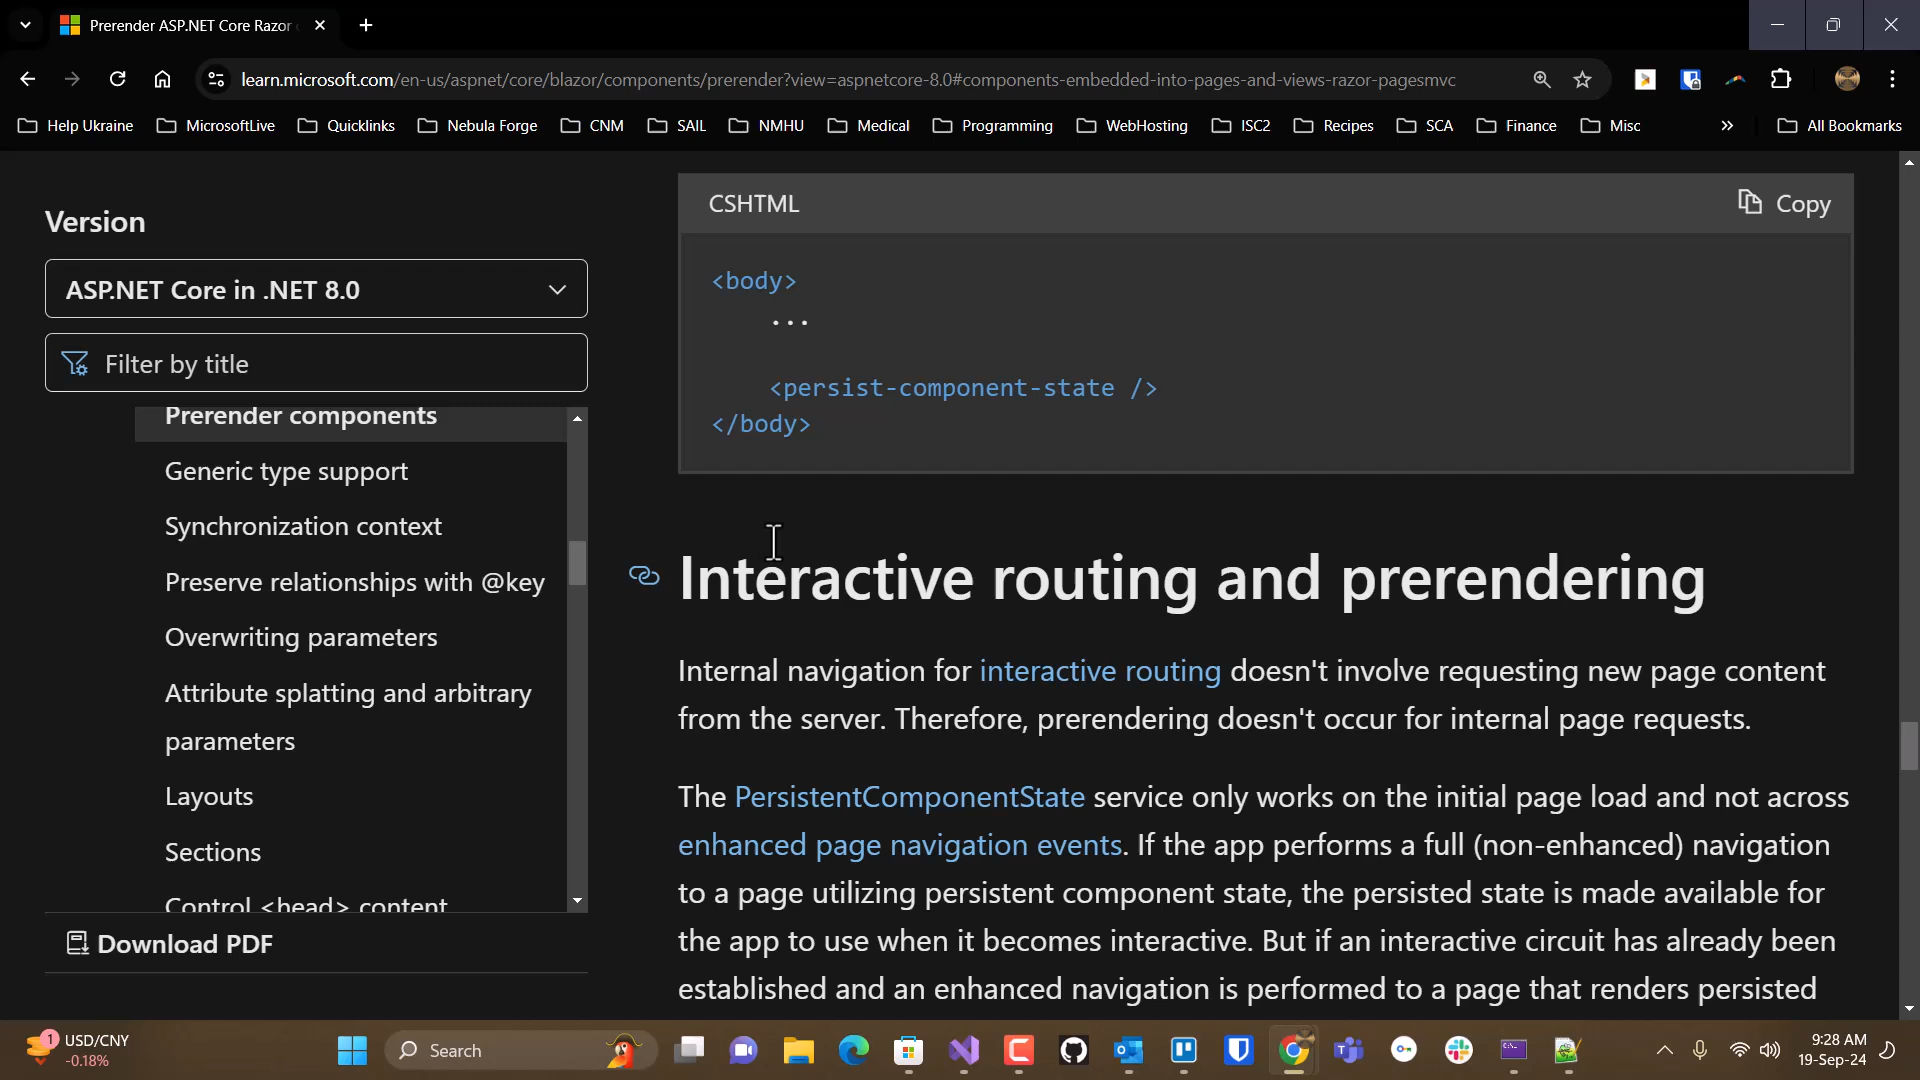 Prerender ASP.NET Core Razor
learn.microsoft.com/en-us/aspnet/core/blazor/components/prerender?view=aspnetcore-8.0#components-embedded-into-pages-and-views-razor-pagesmvc
Help Ukraine MicrosoftLive Quicklinks Nebula Forge CNM SAIL NMHU Medical Programming WebHosting ISC2 Recipes SCA Finance Misc » All Bookmarks
Version
ASP.NET Core in .NET 8.0
Filter by title
Prerender components
Generic type support
Synchronization context
Preserve relationships with @key
Overwriting parameters
Attribute splatting and arbitrary
parameters
Layouts
Sections
Control <head> content
Download PDF
CSHTML Copy
<body>
...
<persist-component-state />
</body>
Interactive routing and prerendering
Internal navigation for interactive routing doesn't involve requesting new page content
from the server. Therefore, prerendering doesn't occur for internal page requests.
The PersistentComponentState service only works on the initial page load and not across
enhanced page navigation events. If the app performs a full (non-enhanced) navigation
to a page utilizing persistent component state, the persisted state is made available for
the app to use when it becomes interactive. But if an interactive circuit has already been
established and an enhanced navigation is performed to a page that renders persisted
1
USD/CNY
-0.18%
Search
9:28 AM
19-Sep-24